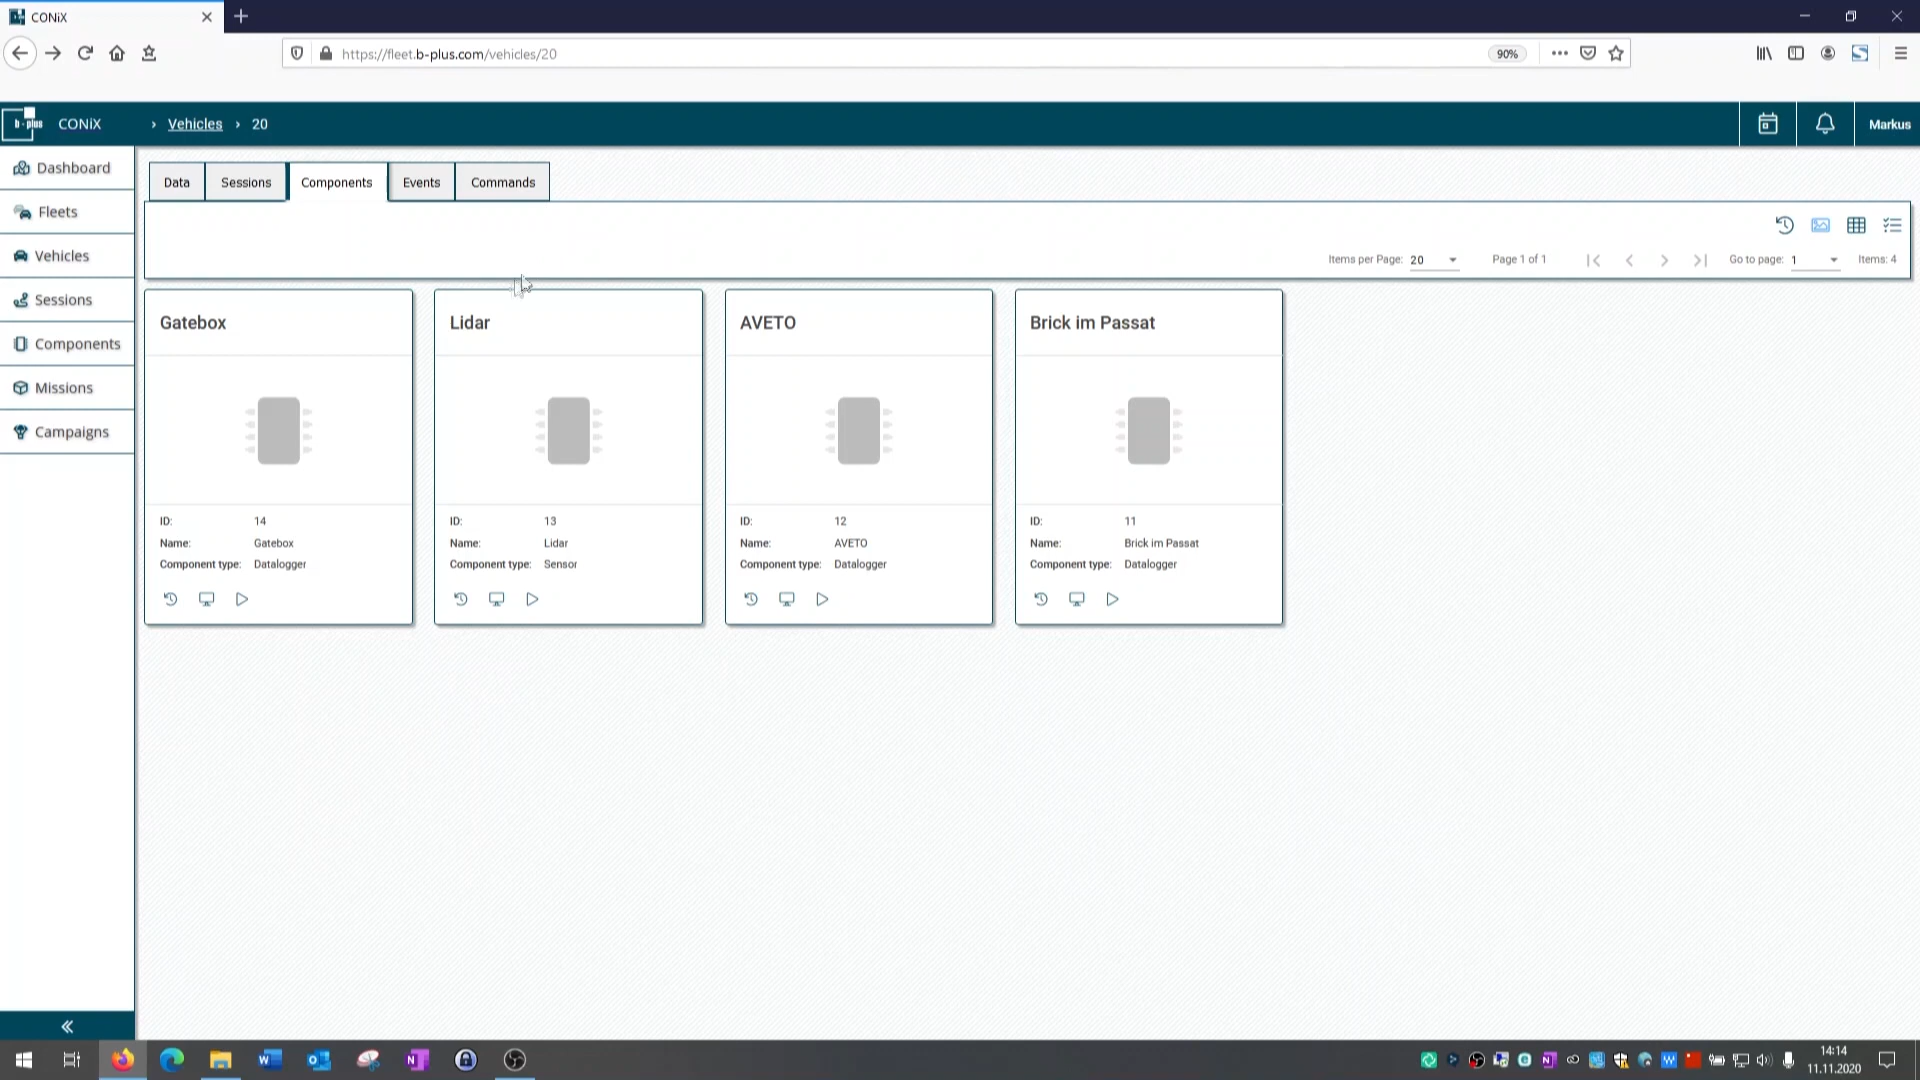 CONiX
https://fleet.b-plus.com/vehicles/20
90%
b-plus
CONiX
Vehicles
20
Markus
Dashboard
Fleets
Vehicles
Sessions
Components
Missions
Campaigns
Data
Sessions
Components
Events
Commands
Items per Page: 20
Page 1 of 1
Go to page: 1
Items: 4
Gatebox
ID: 14
Name: Gatebox
Component type: Datalogger
Lidar
ID: 13
Name: Lidar
Component type: Sensor
AVETO
ID: 12
Name: AVETO
Component type: Datalogger
Brick im Passat
ID: 11
Name: Brick im Passat
Component type: Datalogger
14:14
11.11.2020